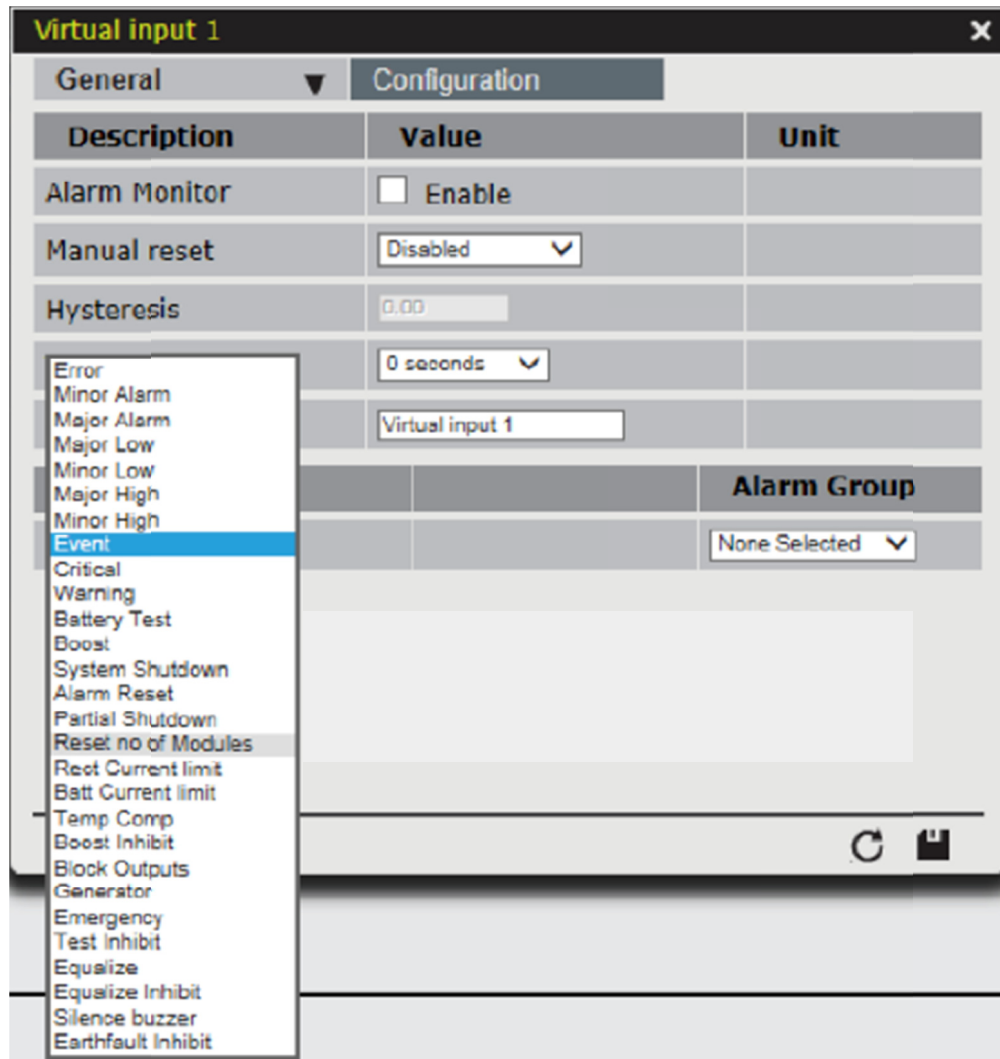 Virtual input 1
General Configuration
Description Value Unit
Alarm Monitor Enable
Manual reset Disabled
Hysteresis 0.00
0 seconds
Virtual input 1
Alarm Group
None Selected
Error
Minor Alarm
Major Alarm
Major Low
Minor Low
Major High
Minor High
Event
Critical
Warning
Battery Test
Boost
System Shutdown
Alarm Reset
Partial Shutdown
Reset no of Modules
Rect Current limit
Batt Current limit
Temp Comp
Boost Inhibit
Block Outputs
Generator
Emergency
Test Inhibit
Equalize
Equalize Inhibit
Silence buzzer
Earthfault Inhibit